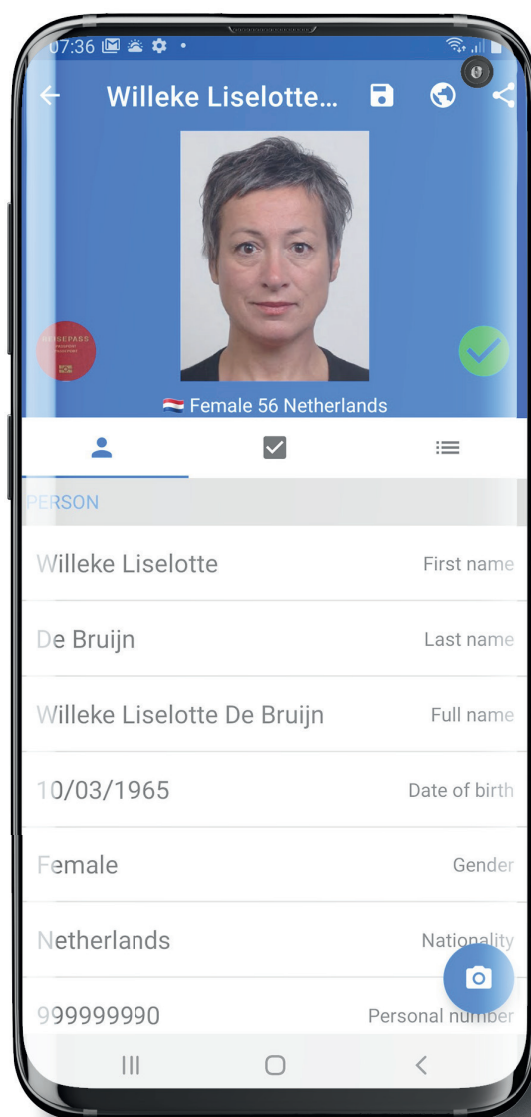 07:36
Willeke Liselotte...
REISEPASS
Female 56 Netherlands
PERSON
Willeke Liselotte First name
De Bruijn Last name
Willeke Liselotte De Bruijn Full name
10/03/1965 Date of birth
Female Gender
Netherlands Nationality
999999990 Personal number